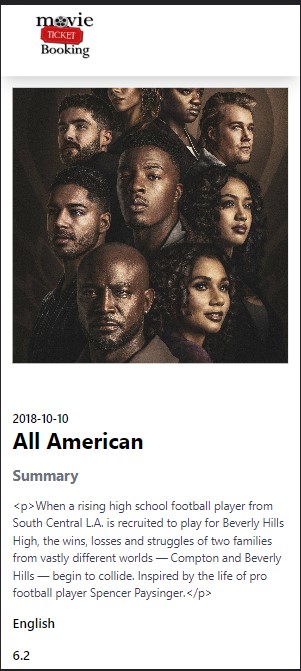 movie
TICKET
Booking
2018-10-10
All American
Summary
<p>When a rising high school football player from
South Central L.A. is recruited to play for Beverly Hills
High, the wins, losses and struggles of two families
from vastly different worlds — Compton and Beverly
Hills — begin to collide. Inspired by the life of pro
football player Spencer Paysinger.</p>
English
6.2